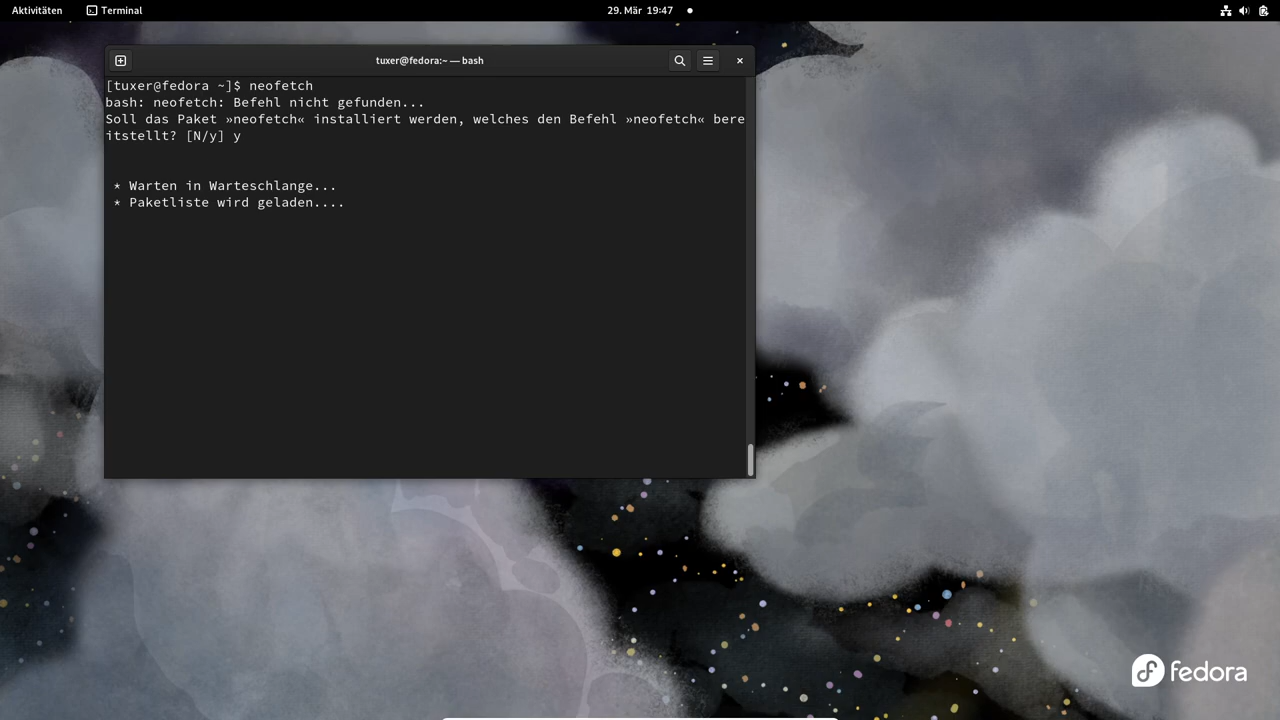 Aktivitäten Terminal 29. Mär 19:47
tuxer@fedora:~ — bash
[tuxer@fedora ~]$ neofetch
bash: neofetch: Befehl nicht gefunden...
Soll das Paket »neofetch« installiert werden, welches den Befehl »neofetch« bere
itstellt? [N/y] y
* Warten in Warteschlange...
* Paketliste wird geladen....
fedora